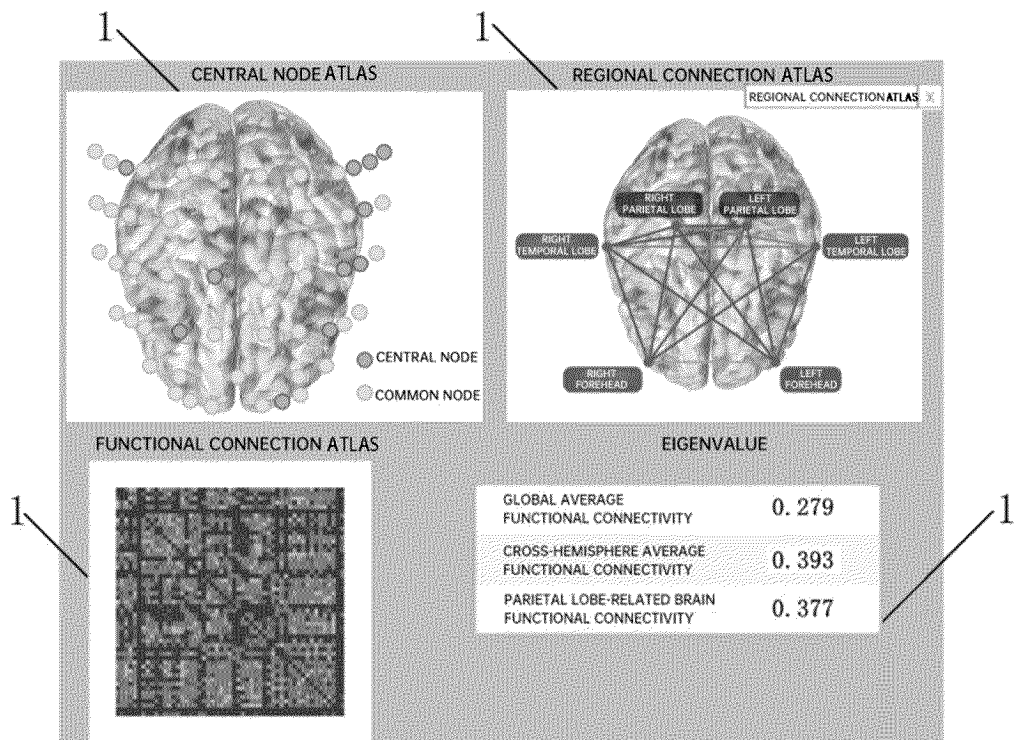 1
1
CENTRAL NODE ATLAS
REGIONAL CONNECTION ATLAS
REGIONAL CONNECTION ATLAS X
RIGHT
PARIETAL LOBE
LEFT
PARIETAL LOBE
RIGHT
TEMPORAL LOBE
LEFT
TEMPORAL LOBE
CENTRAL NODE
COMMON NODE
RIGHT
FOREHEAD
LEFT
FOREHEAD
FUNCTIONAL CONNECTION ATLAS
EIGENVALUE
1
1
GLOBAL AVERAGE
FUNCTIONAL CONNECTIVITY 0.279
CROSS-HEMISPHERE AVERAGE
FUNCTIONAL CONNECTIVITY 0.393
PARIETAL LOBE-RELATED BRAIN
FUNCTIONAL CONNECTIVITY 0.377